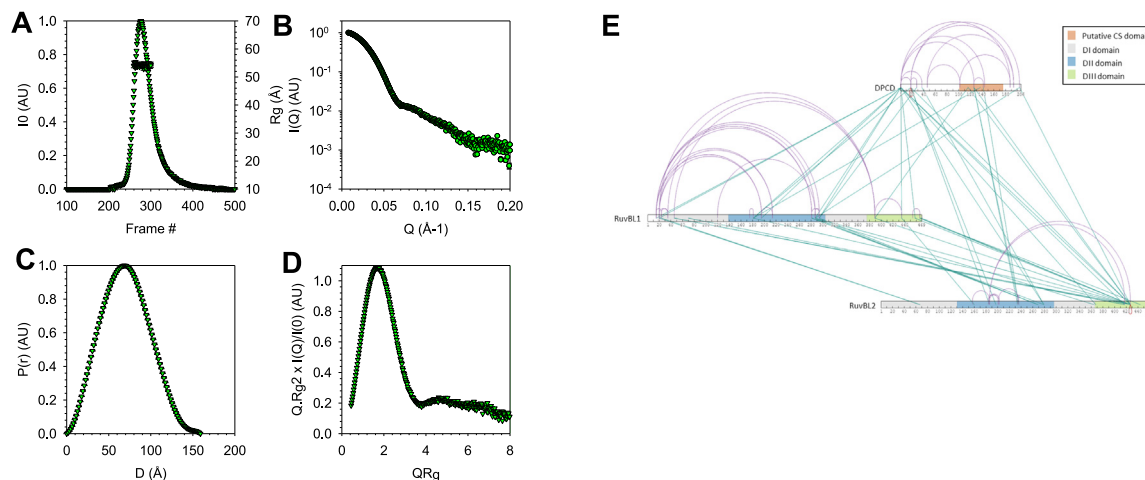 A
1.0
0.8
0.6
0.4
0.2
0.0
I0 (AU)
70
60
50
40
30
20
10
Rg (Å)
100 200 300 400 500
Frame #
B
10⁰
10⁻¹
10⁻²
10⁻³
10⁻⁴
I(Q) (AU)
0,00 0,05 0,10 0,15 0,20
Q (Å-1)
C
1.0
0.8
0.6
0.4
0.2
0.0
P(r) (AU)
0 50 100 150 200
D (Å)
D
1.0
0.8
0.6
0.4
0.2
0.0
Q.Rg2 x I(Q)/I(0) (AU)
0 2 4 6 8
QRg
E
Putative CS doma
DI domain
DII domain
DIII domain
DPCD
RuvBL1
RuvBL2